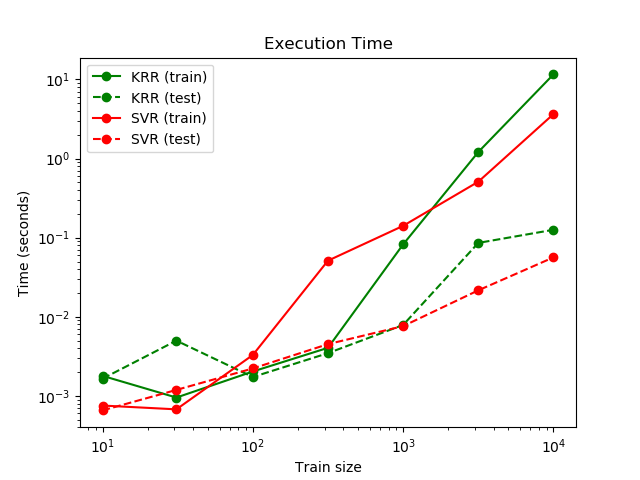 Execution Time
KRR (train)
KRR (test)
SVR (train)
SVR (test)
Time (seconds)
10¹
10⁰
10⁻¹
10⁻²
10⁻³
10¹ 10² 10³ 10⁴
Train size